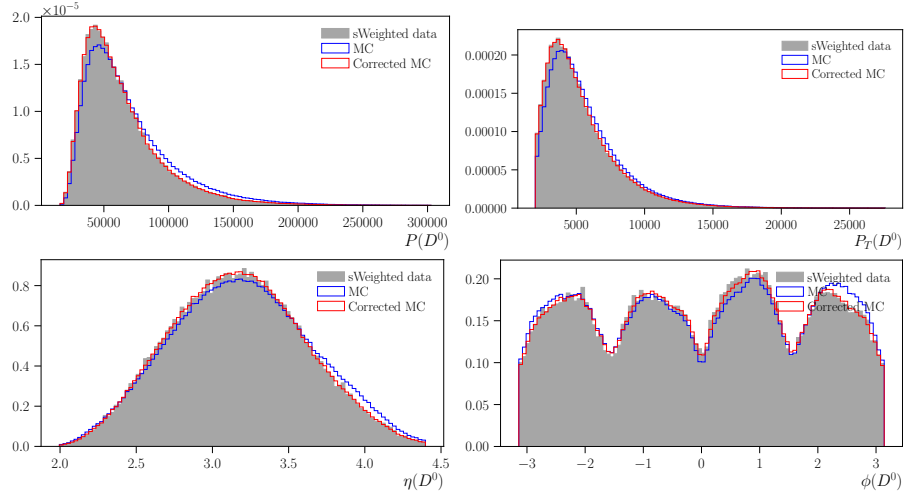 ×10⁻⁵
2.0
1.5
1.0
0.5
0.0
sWeighted data
MC
Corrected MC
50000 100000 150000 200000 250000 300000
P(D⁰)
0.00020
0.00015
0.00010
0.00005
0.00000
sWeighted data
MC
Corrected MC
5000 10000 15000 20000 25000
P_T(D⁰)
0.8
0.6
0.4
0.2
0.0
sWeighted data
MC
Corrected MC
2.0 2.5 3.0 3.5 4.0 4.5
η(D⁰)
0.20
0.15
0.10
0.05
0.00
sWeighted data
MC
Corrected MC
−3 −2 −1 0 1 2 3
ϕ(D⁰)